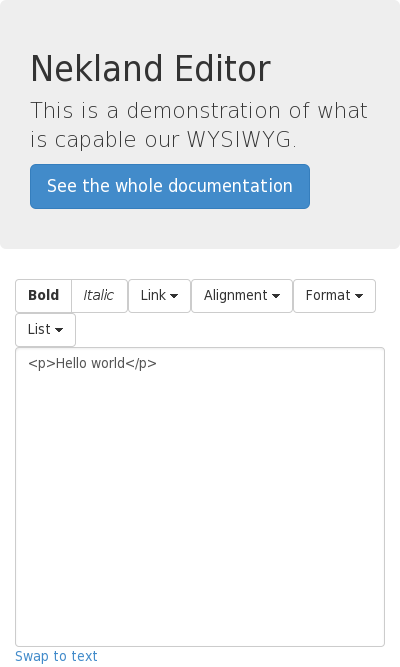 Nekland Editor
This is a demonstration of what
is capable our WYSIWYG.
See the whole documentation
Bold Italic Link Alignment Format
List
<p>Hello world</p>
Swap to text